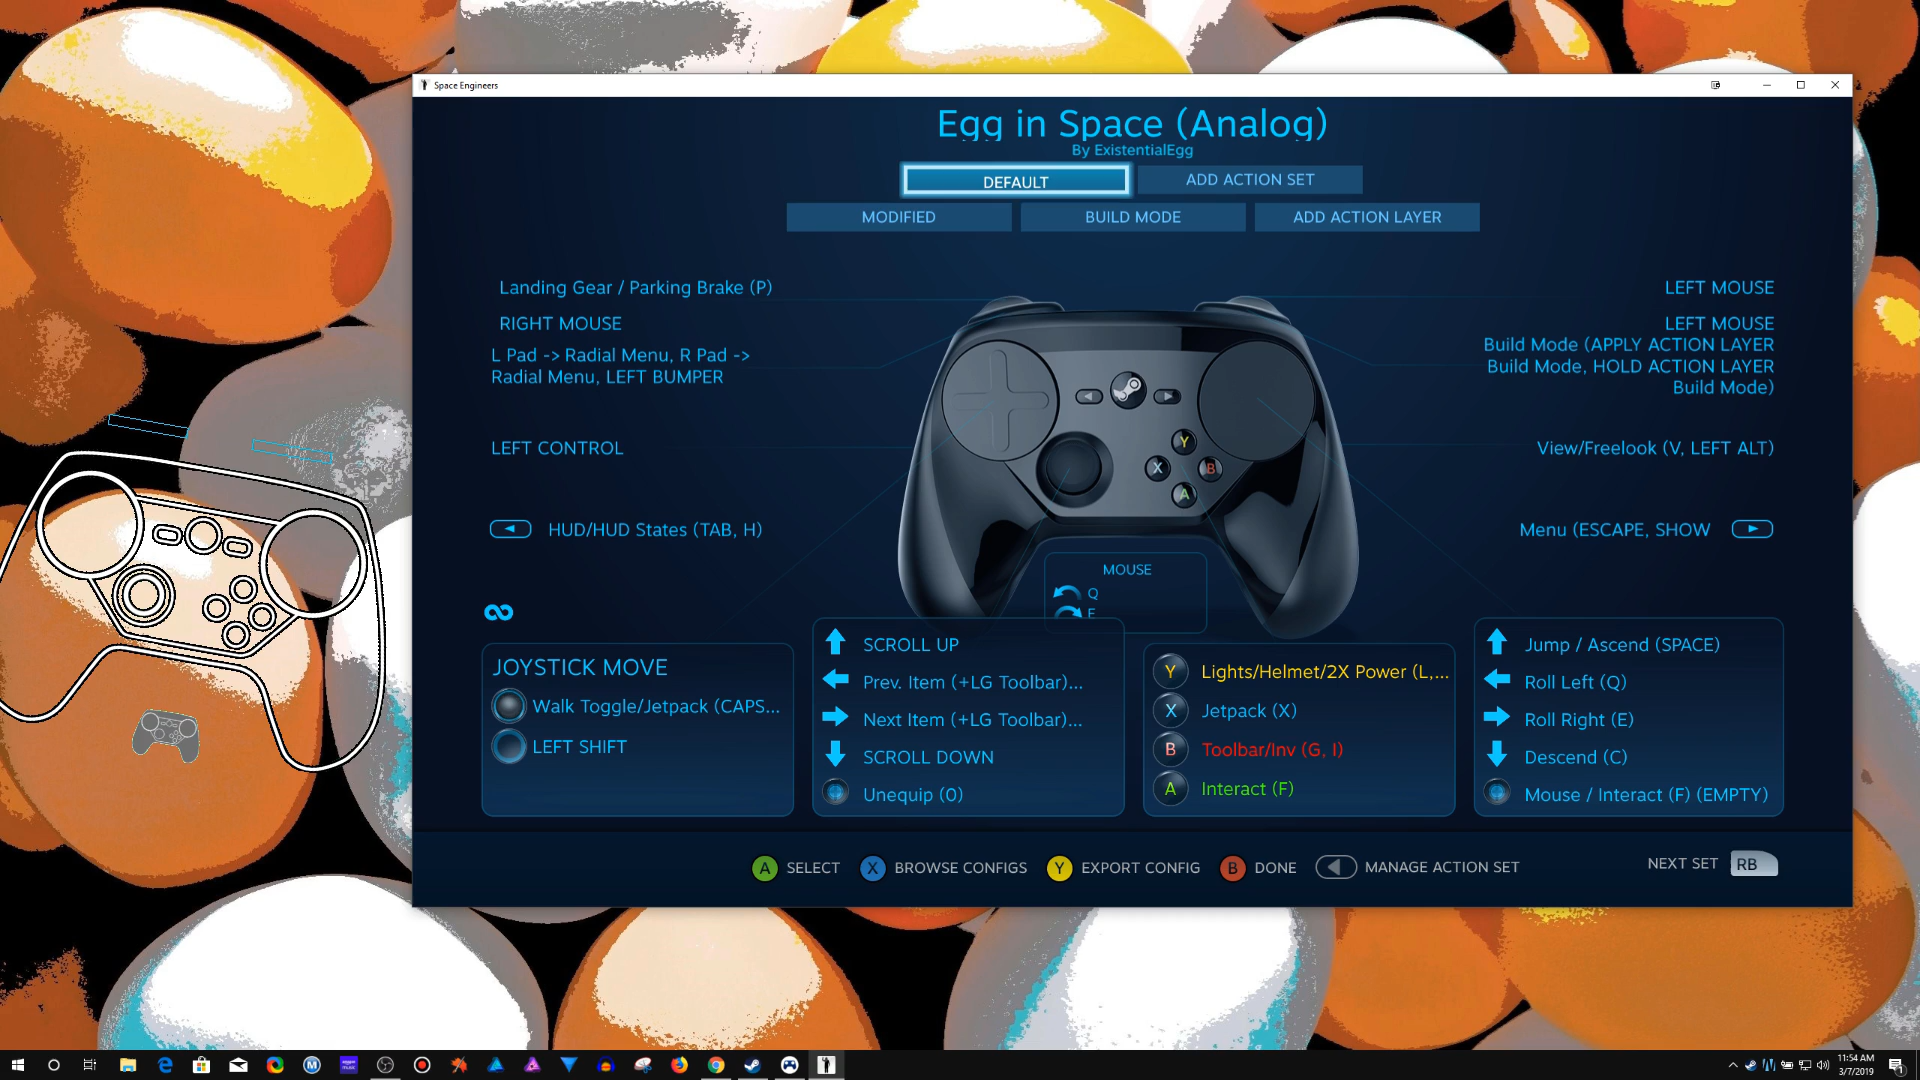 Space Engineers
Egg in Space (Analog)
By ExistentialEgg
DEFAULT
ADD ACTION SET
MODIFIED
BUILD MODE
ADD ACTION LAYER
Landing Gear / Parking Brake (P)
RIGHT MOUSE
L Pad -> Radial Menu, R Pad ->
Radial Menu, LEFT BUMPER
LEFT CONTROL
HUD/HUD States (TAB, H)
LEFT MOUSE
LEFT MOUSE
Build Mode (APPLY ACTION LAYER
Build Mode, HOLD ACTION LAYER
Build Mode)
View/Freelook (V, LEFT ALT)
Menu (ESCAPE, SHOW
Y
X
B
A
MOUSE
Q
E
JOYSTICK MOVE
Walk Toggle/Jetpack (CAPS...
LEFT SHIFT
SCROLL UP
Prev. Item (+LG Toolbar)...
Next Item (+LG Toolbar)...
SCROLL DOWN
Unequip (0)
Y Lights/Helmet/2X Power (L,...
X Jetpack (X)
B Toolbar/Inv (G, I)
A Interact (F)
Jump / Ascend (SPACE)
Roll Left (Q)
Roll Right (E)
Descend (C)
Mouse / Interact (F) (EMPTY)
A SELECT X BROWSE CONFIGS Y EXPORT CONFIG B DONE MANAGE ACTION SET
NEXT SET RB
11:54 AM
3/7/2019